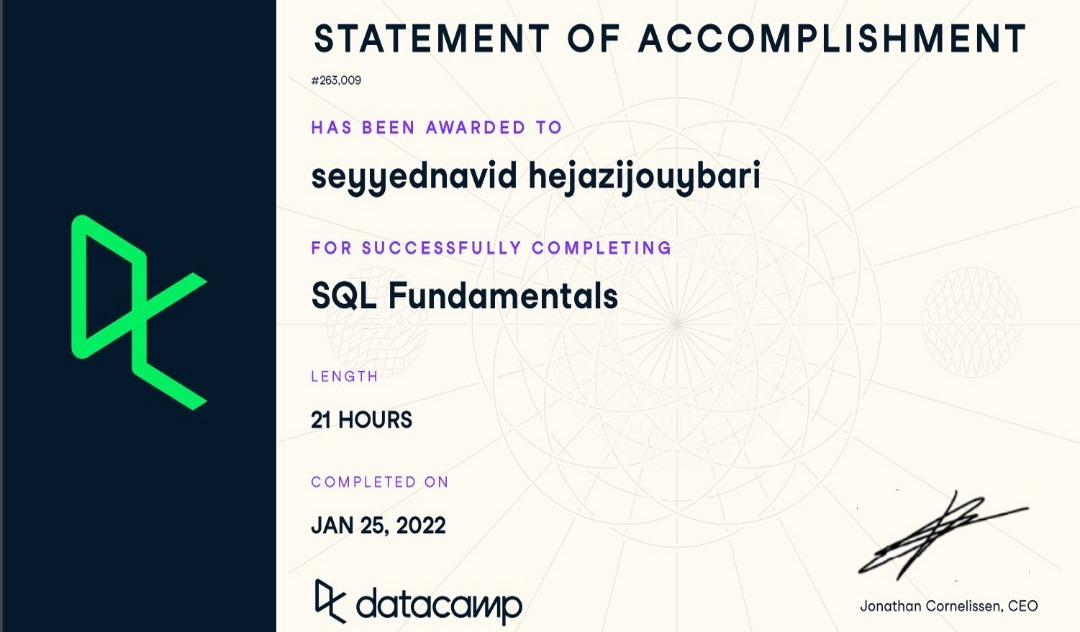 STATEMENT OF ACCOMPLISHMENT
#263,009
HAS BEEN AWARDED TO
seyyednavid hejazijouybari
FOR SUCCESSFULLY COMPLETING
SQL Fundamentals
LENGTH
21 HOURS
COMPLETED ON
JAN 25, 2022
datacamp
Jonathan Cornelissen, CEO